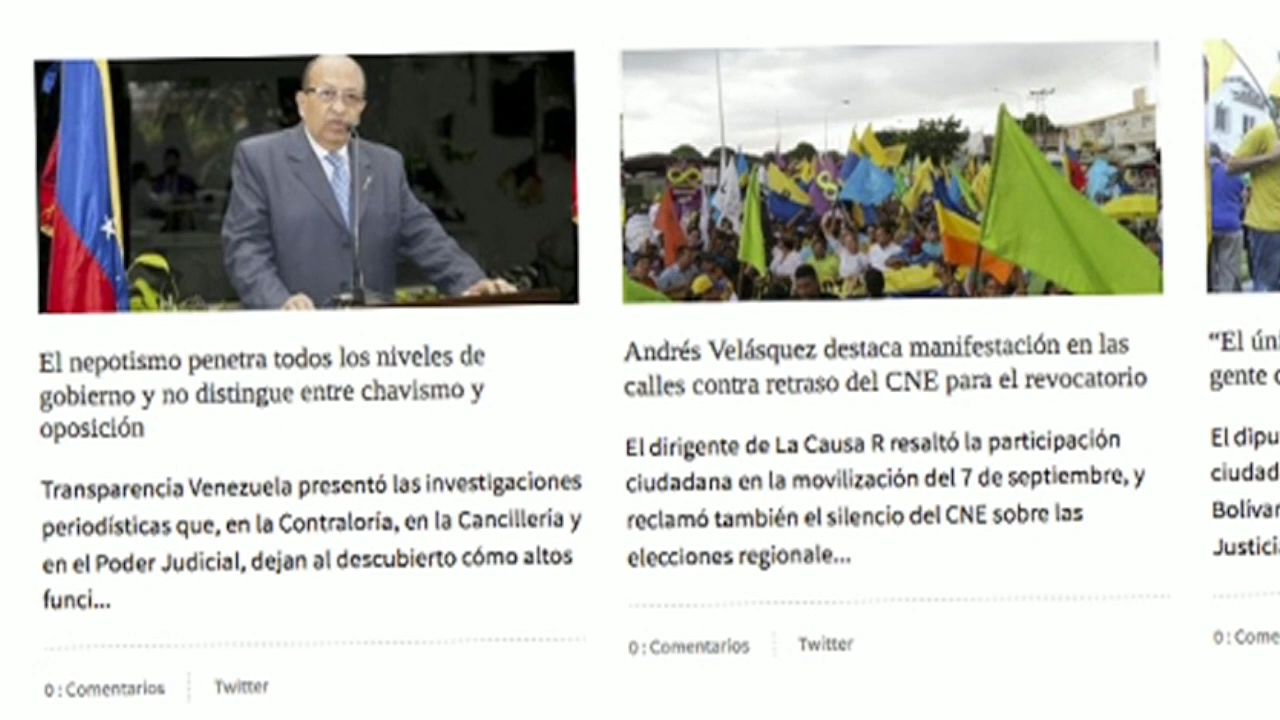 El nepotismo penetra todos los niveles de
gobierno y no distingue entre chavismo y
oposición
Transparencia Venezuela presentó las investigaciones
periodísticas que, en la Contraloría, en la Cancillería y
en el Poder Judicial, dejan al descubierto cómo altos
funci...
0 : Comentarios
Twitter
Andrés Velásquez destaca manifestación en las
calles contra retraso del CNE para el revocatorio
El dirigente de La Causa R resaltó la participación
ciudadana en la movilización del 7 de septiembre, y
reclamó también el silencio del CNE sobre las
elecciones regionale...
0 : Comentarios
Twitter
“El ún
gente
El dipu
ciudad
Bolívar
Justici
0 : Come